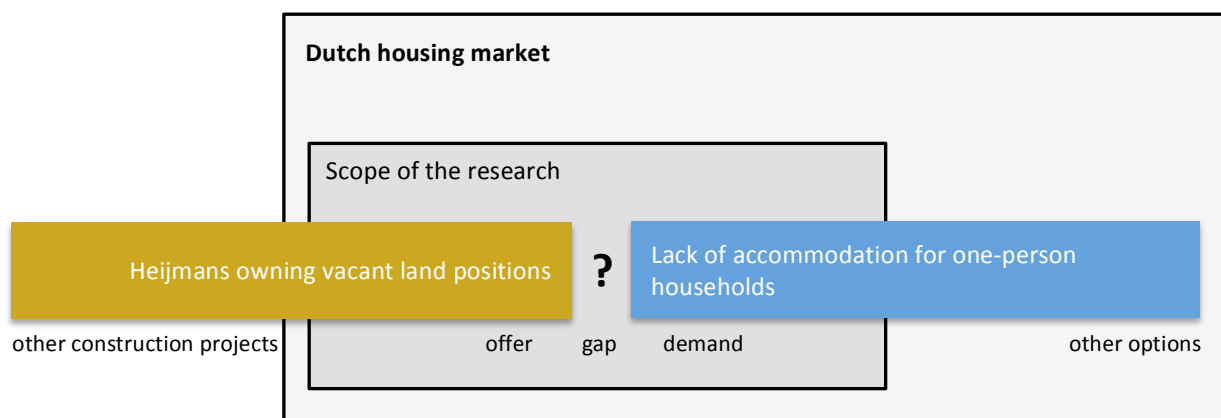 Dutch housing market
Scope of the research
Heijmans owning vacant land positions
?
Lack of accommodation for one-person
households
other construction projects
offer
gap
demand
other options